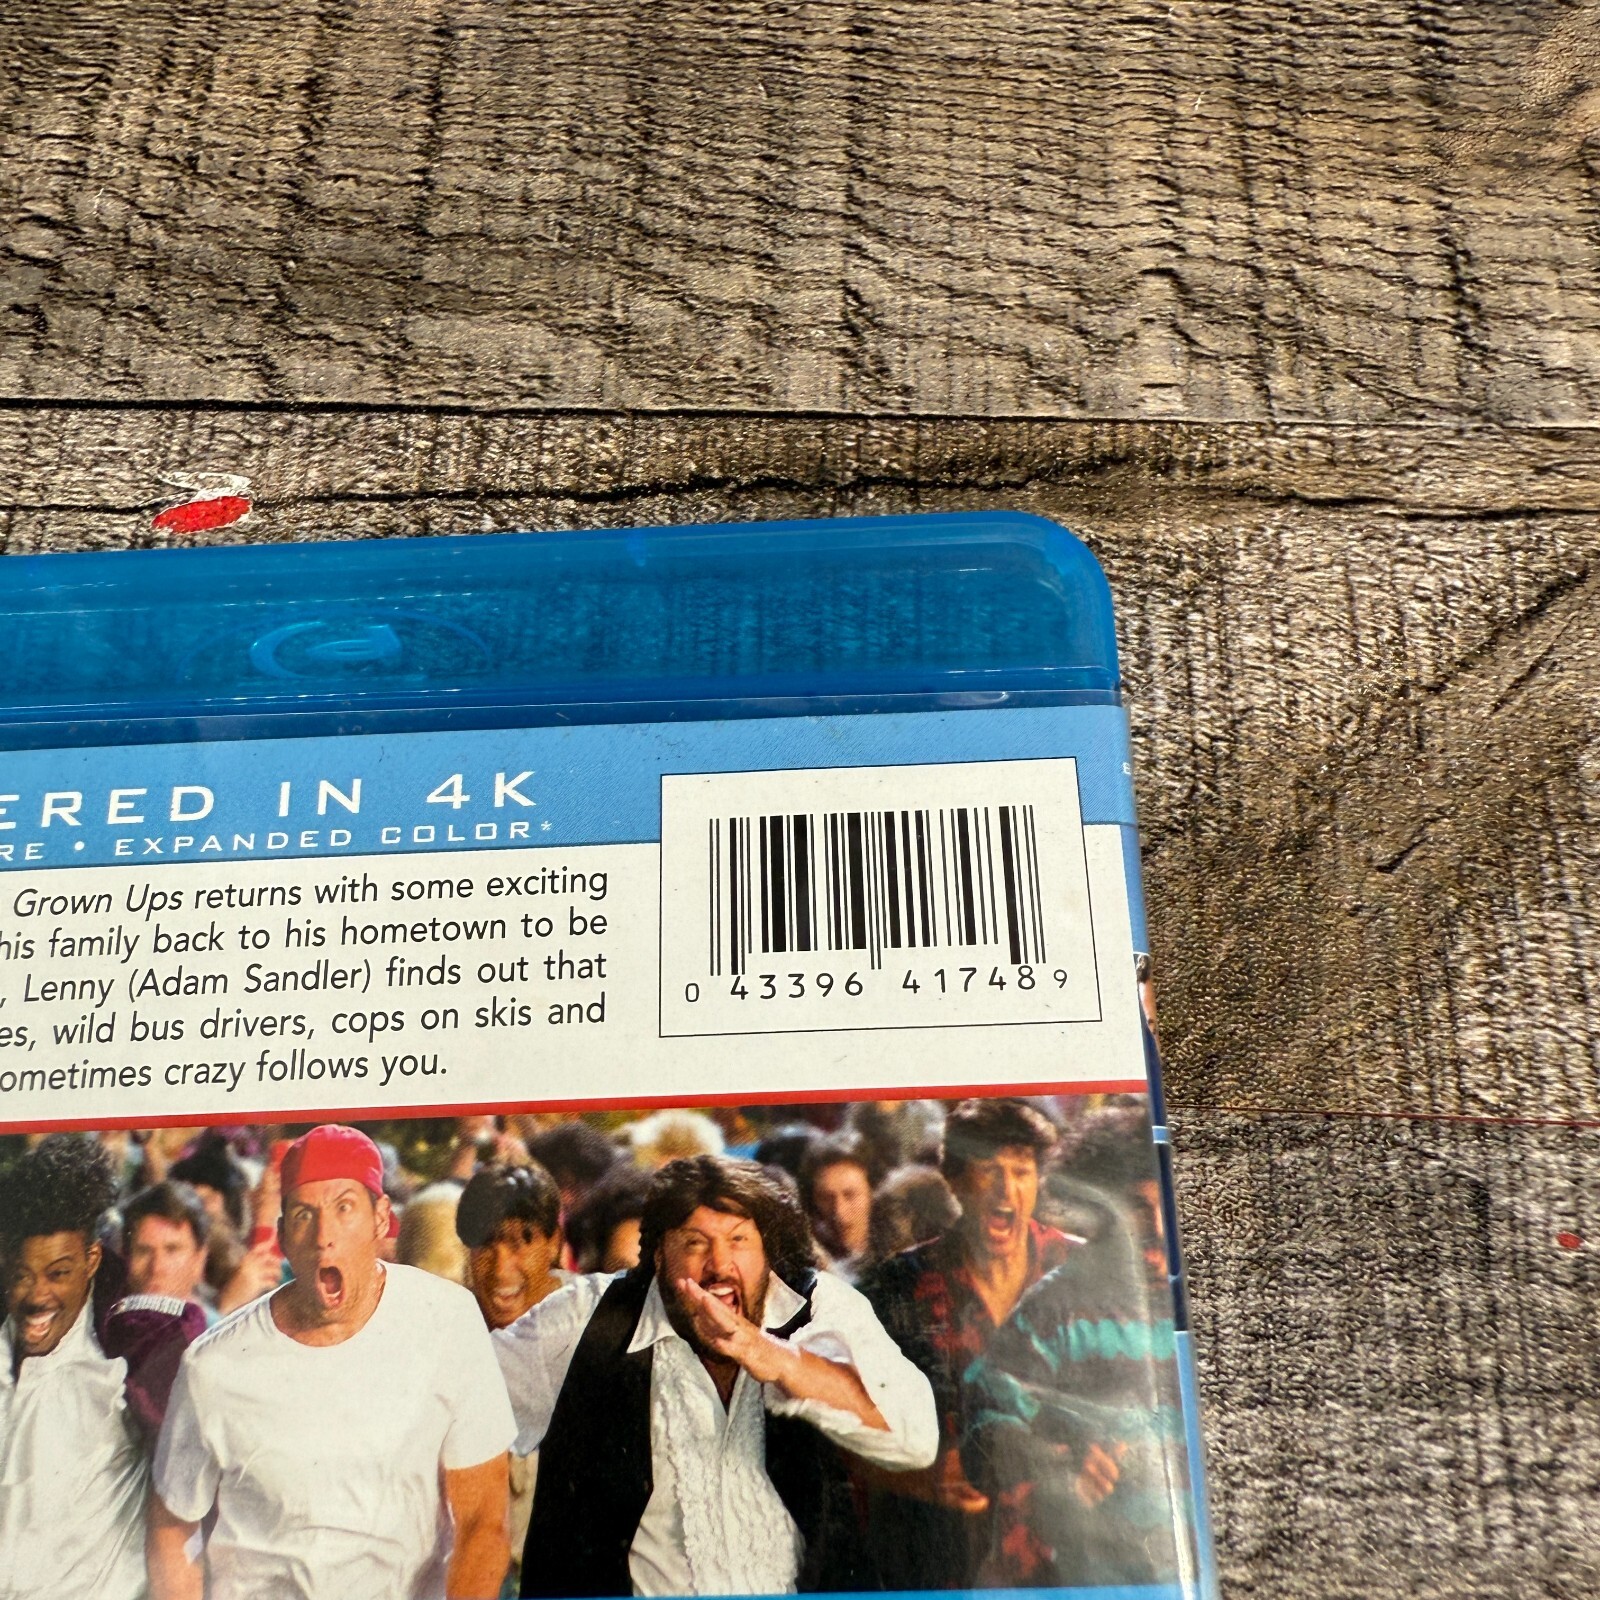 ERED IN 4K
RE • EXPANDED COLOR*
Grown Ups returns with some exciting
his family back to his hometown to be
, Lenny (Adam Sandler) finds out that
es, wild bus drivers, cops on skis and
ometimes crazy follows you.
0 43396 41748 9